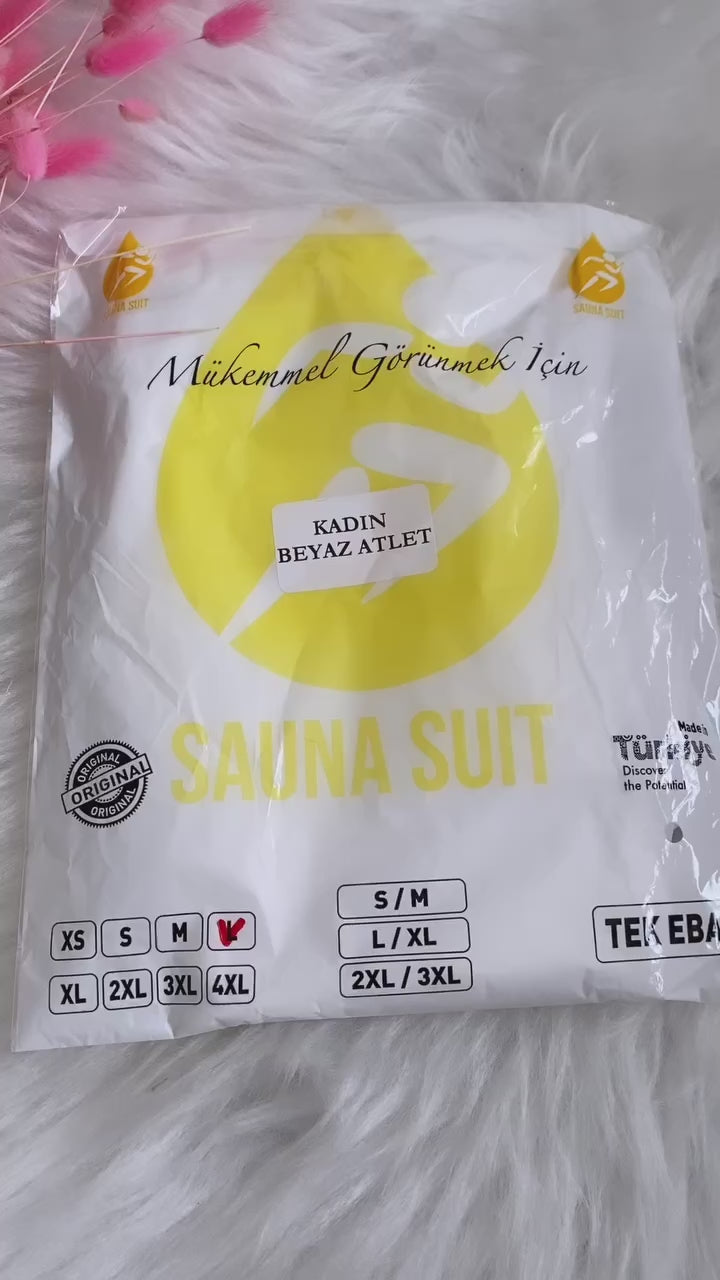 SAUNA SUIT
SAUNA SUIT
Mükemmel Görünmek İçin
KADIN
BEYAZ ATLET
SAUNA SUIT
ORIGINAL
ORIGINAL
ORIGINAL
Made in
Türkiye
Discover
the Potential
XS S M L
XL 2XL 3XL 4XL
S / M
L / XL
2XL / 3XL
TEK EBA